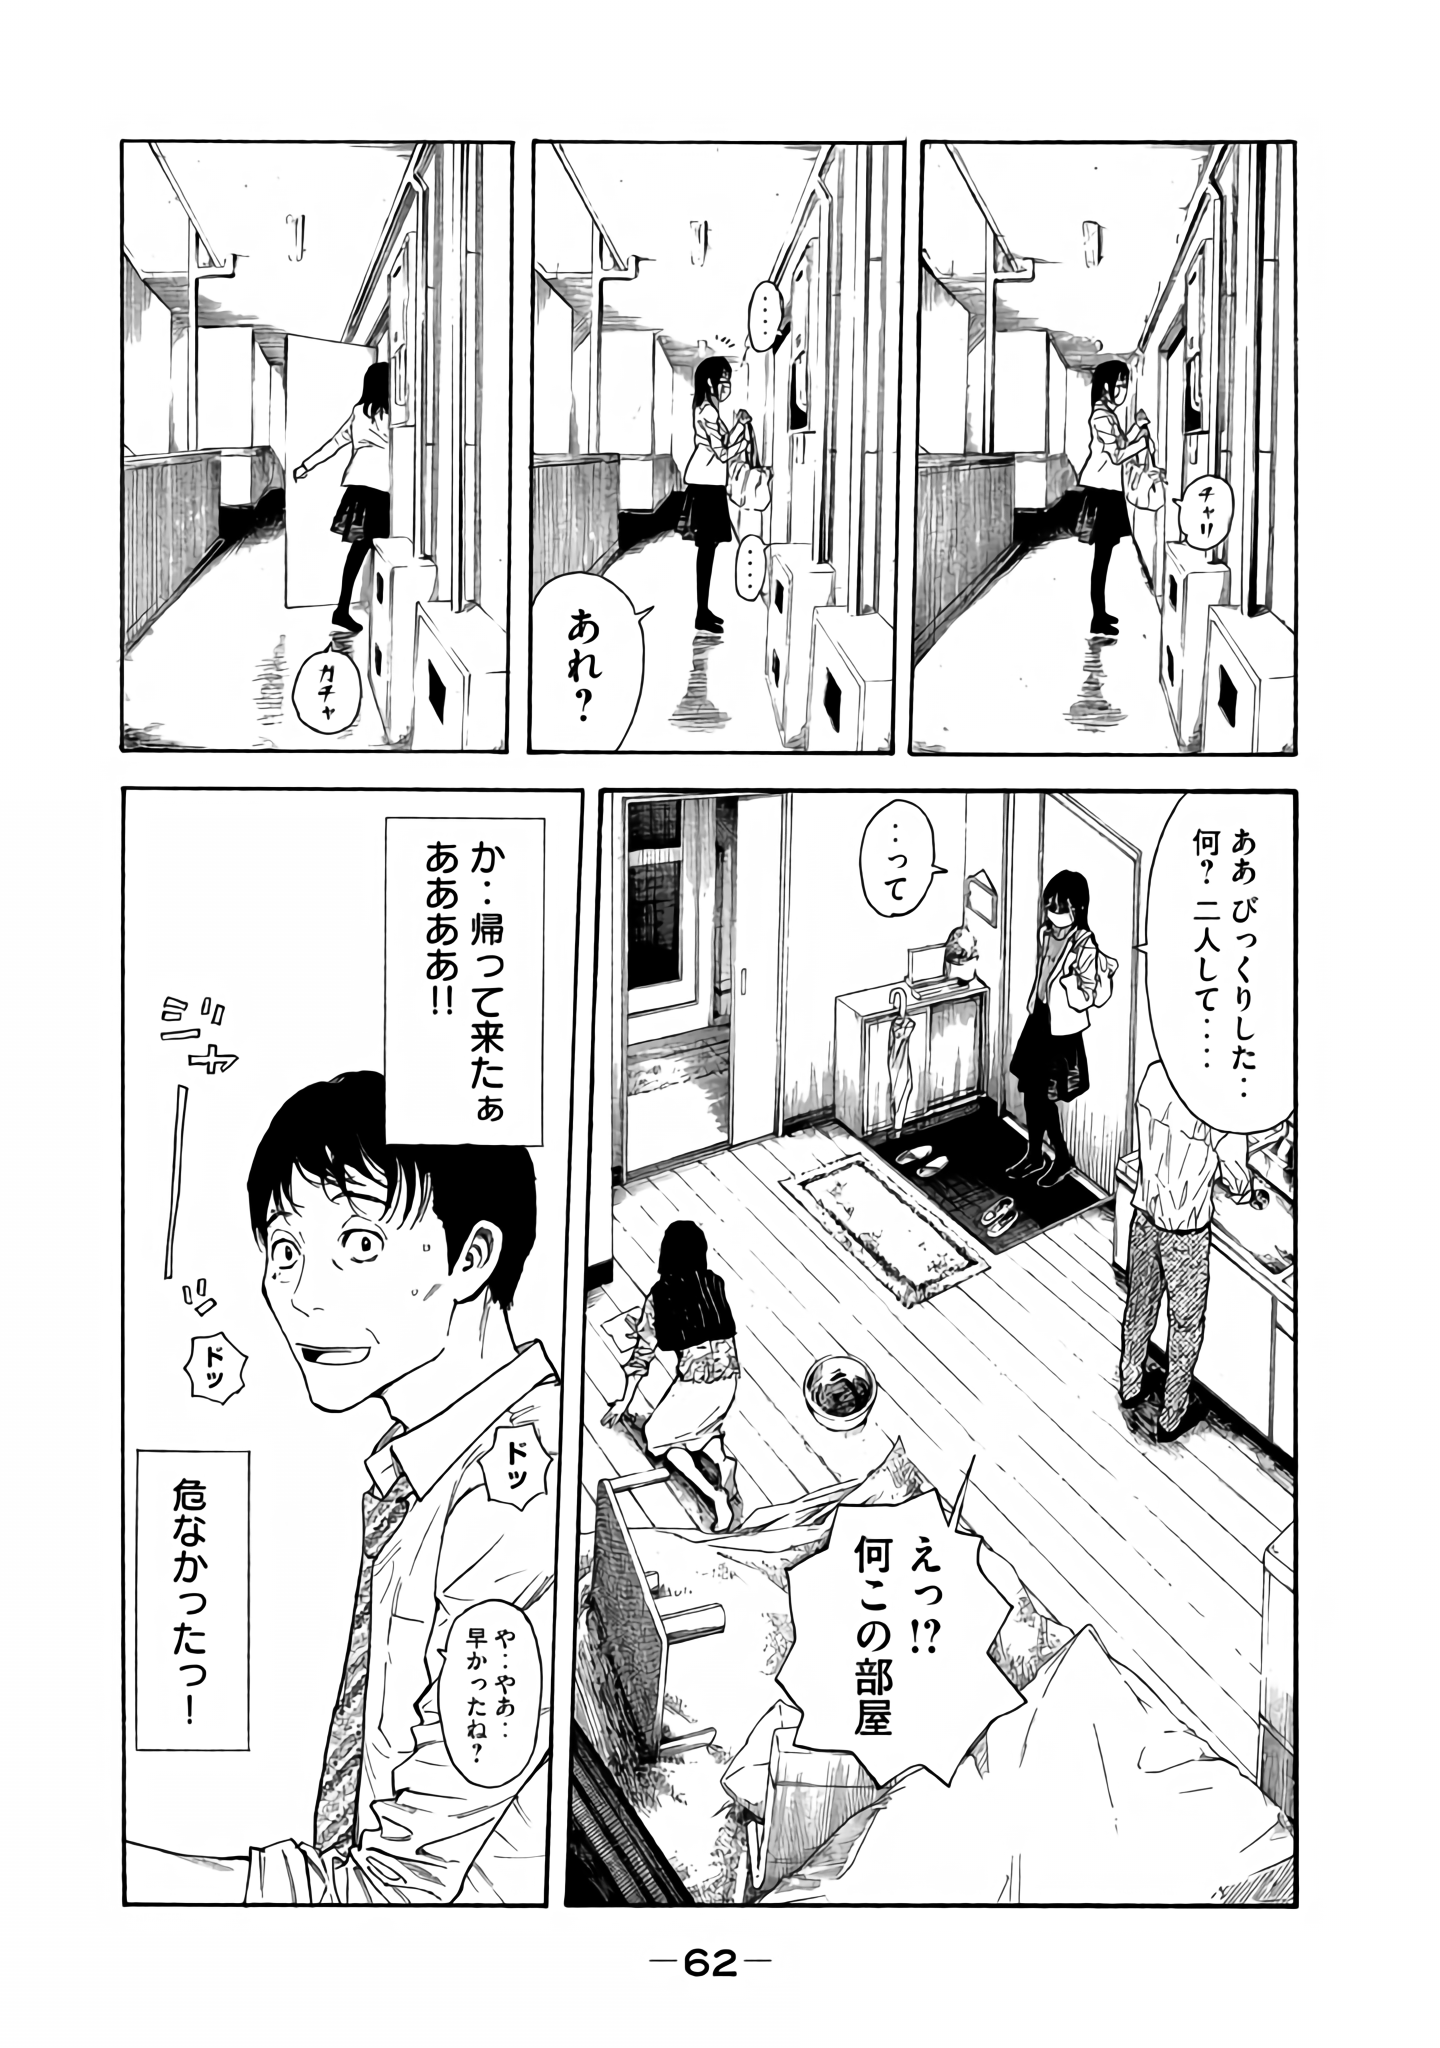 チャリ
‥‥
‥‥
あれ?
ガチャ
ああ びっくりした‥
何? 二人して‥‥
‥って
えっ!?
何この部屋
か‥帰って来たぁ
ああああ!!
ジャーッ
ドッ
ドッ
や‥やあ‥
早かったね?
危なかったっ!
—62—